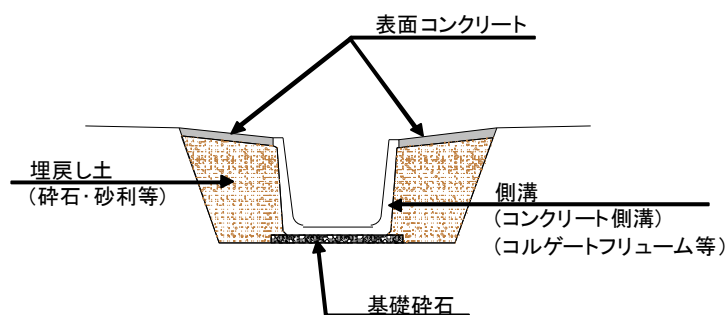 表面コンクリート
埋戻し土
(砕石・砂利等)
側溝
(コンクリート側溝)
(コルゲートフリューム等)
基礎砕石